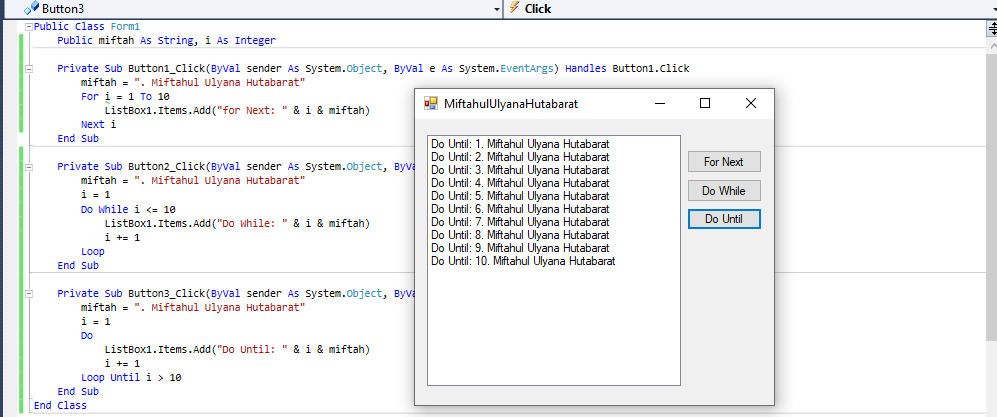 Button3
Click
Public Class Form1
Public miftah As String, i As Integer
Private Sub Button1_Click(ByVal sender As System.Object, ByVal e As System.EventArgs) Handles Button1.Click
miftah = ". Miftahul Ulyana Hutabarat"
For i = 1 To 10
ListBox1.Items.Add("for Next: " & i & miftah)
Next i
End Sub
Private Sub Button2_Click(ByVal sender As System.Object, ByVa
miftah = ". Miftahul Ulyana Hutabarat"
i = 1
Do While i <= 10
ListBox1.Items.Add("Do While: " & i & miftah)
i += 1
Loop
End Sub
Private Sub Button3_Click(ByVal sender As System.Object, ByVa
miftah = ". Miftahul Ulyana Hutabarat"
i = 1
Do
ListBox1.Items.Add("Do Until: " & i & miftah)
i += 1
Loop Until i > 10
End Sub
End Class
MiftahulUlyanaHutabarat
Do Until: 1. Miftahul Ulyana Hutabarat
Do Until: 2. Miftahul Ulyana Hutabarat
Do Until: 3. Miftahul Ulyana Hutabarat
Do Until: 4. Miftahul Ulyana Hutabarat
Do Until: 5. Miftahul Ulyana Hutabarat
Do Until: 6. Miftahul Ulyana Hutabarat
Do Until: 7. Miftahul Ulyana Hutabarat
Do Until: 8. Miftahul Ulyana Hutabarat
Do Until: 9. Miftahul Ulyana Hutabarat
Do Until: 10. Miftahul Ulyana Hutabarat
For Next
Do While
Do Until